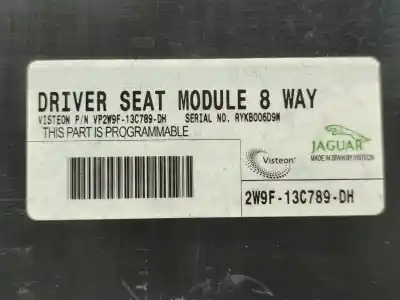 DRIVER SEAT MODULE 8 WAY
VISTEON P/N VP2W9F-13C789-DH SERIAL NO. RYKB006D9W
THIS PART IS PROGRAMMABLE
Visteon
JAGUAR
MADE IN SPAIN BY VISTEON
2W9F-13C789-DH